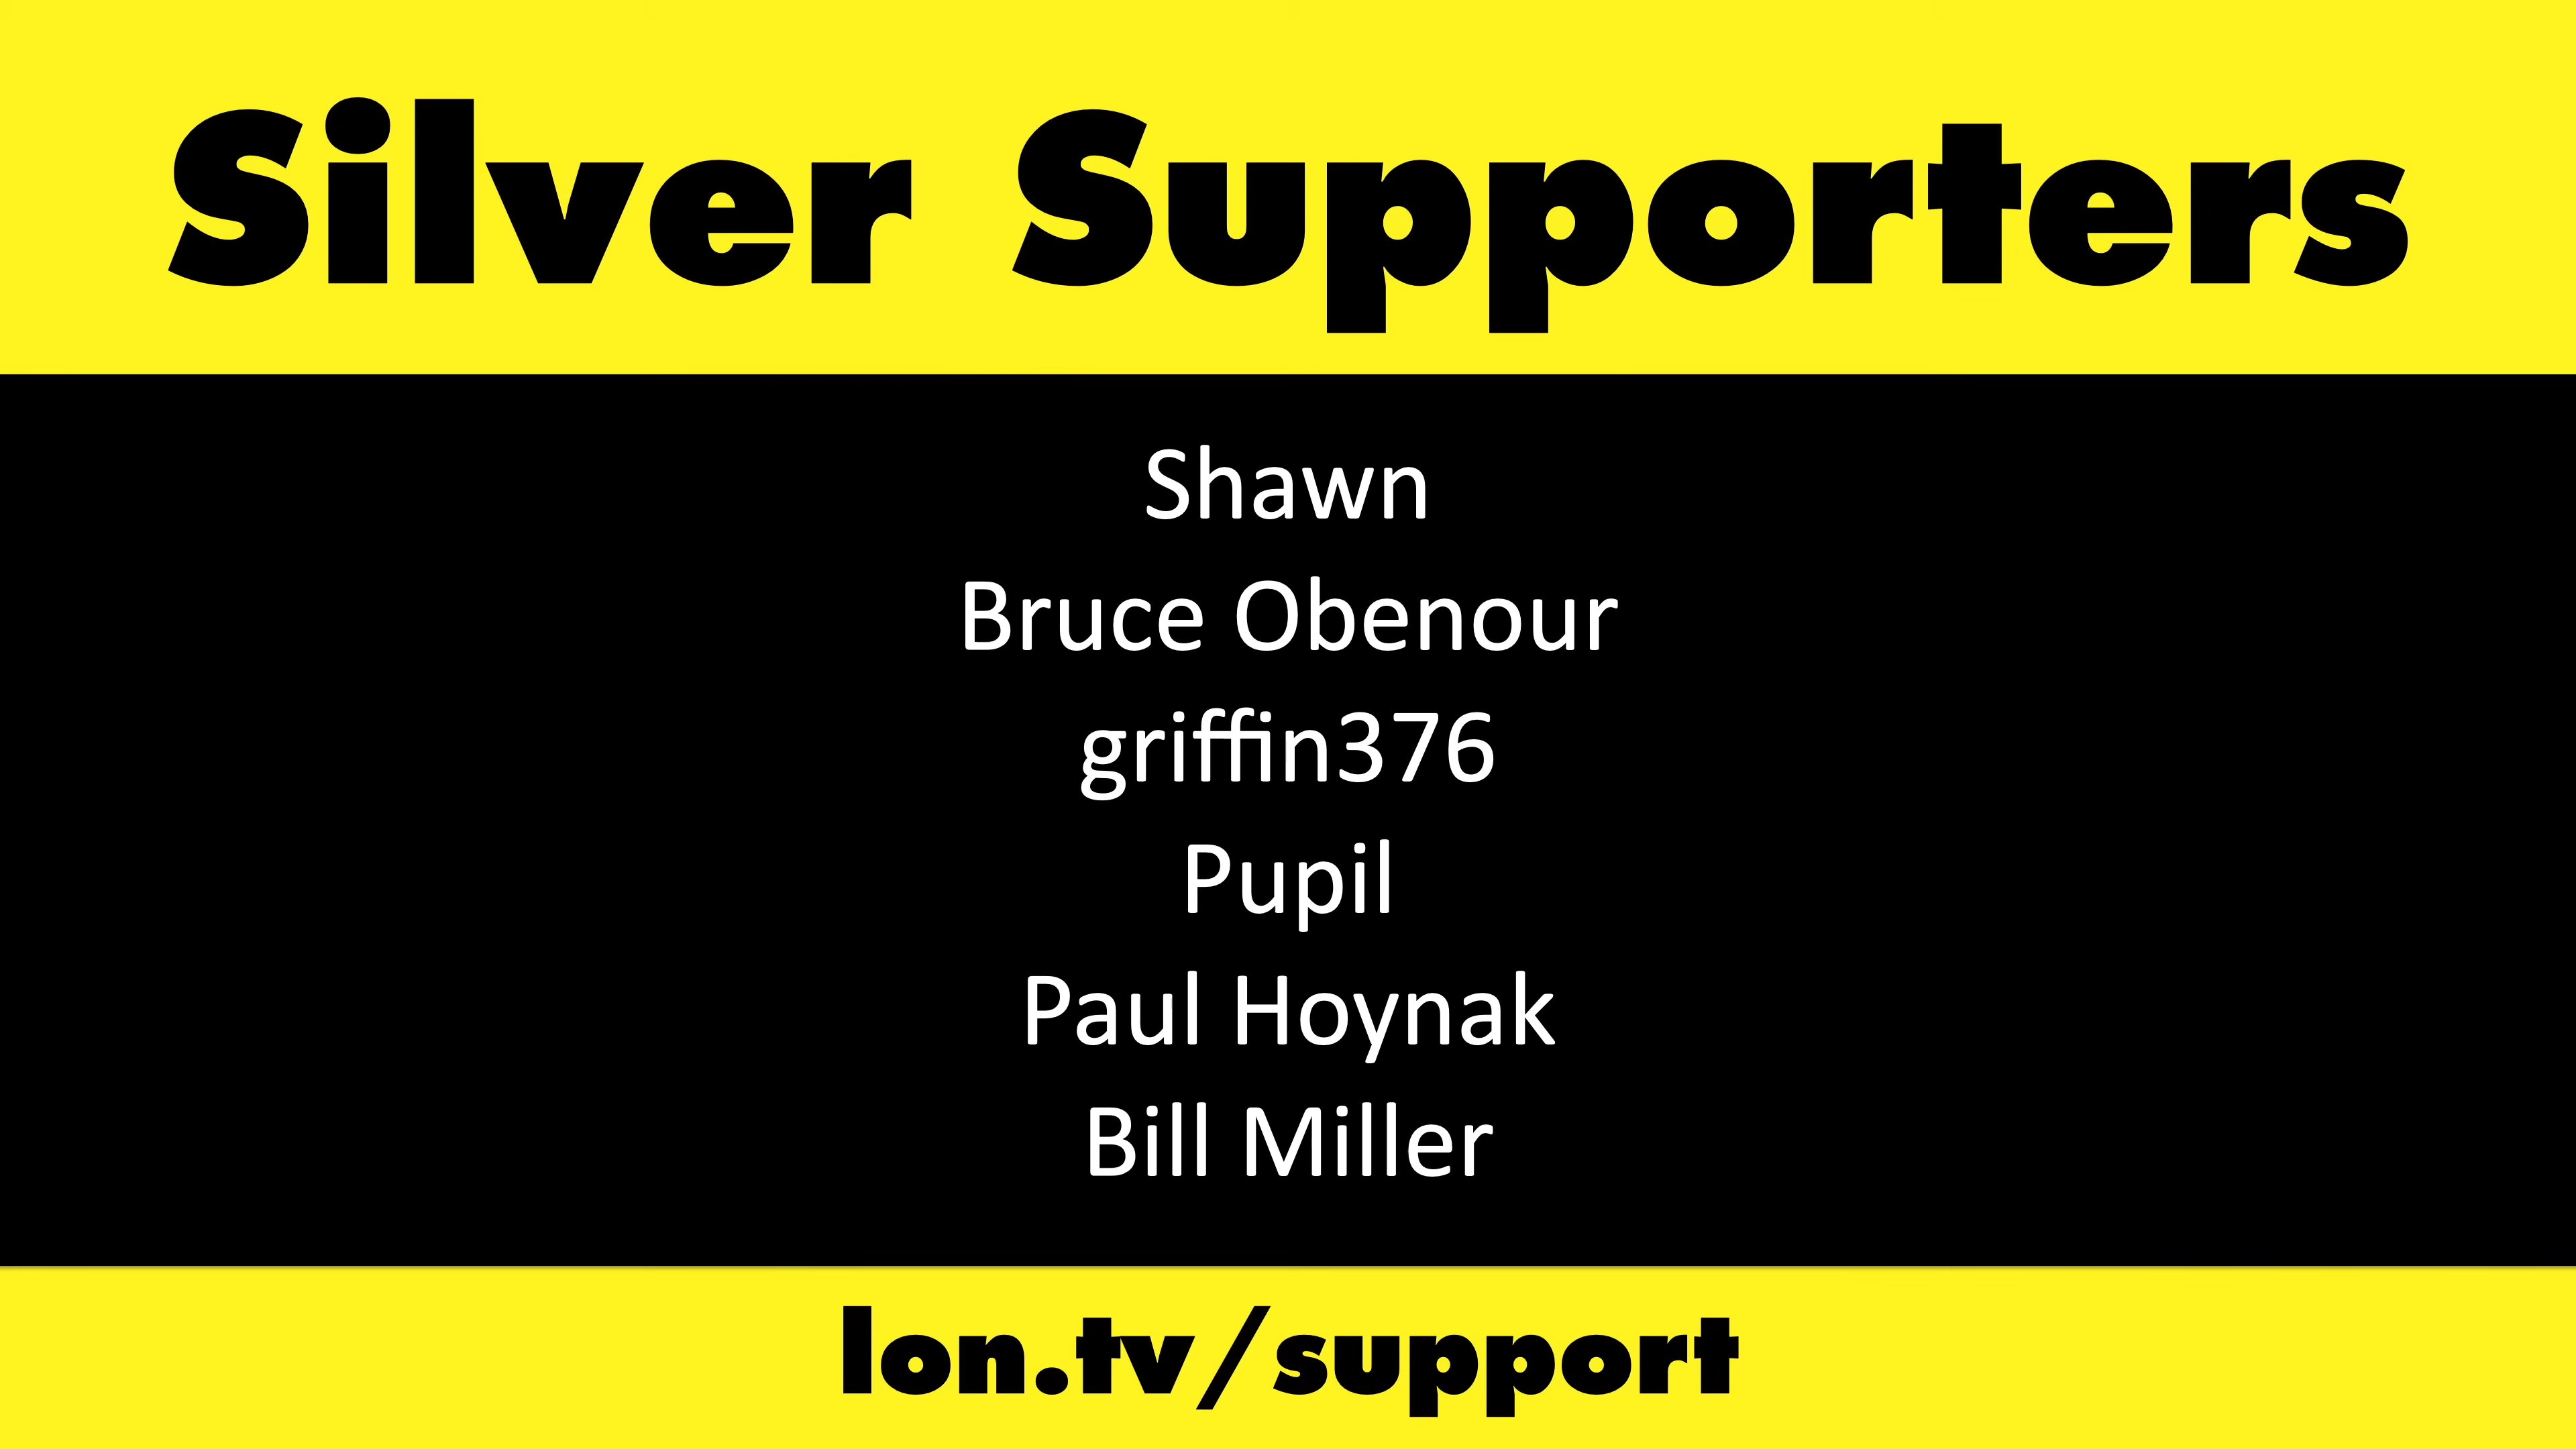 Silver Supporters
Shawn
Bruce Obenour
griffin376
Pupil
Paul Hoynak
Bill Miller
lon.tv/support